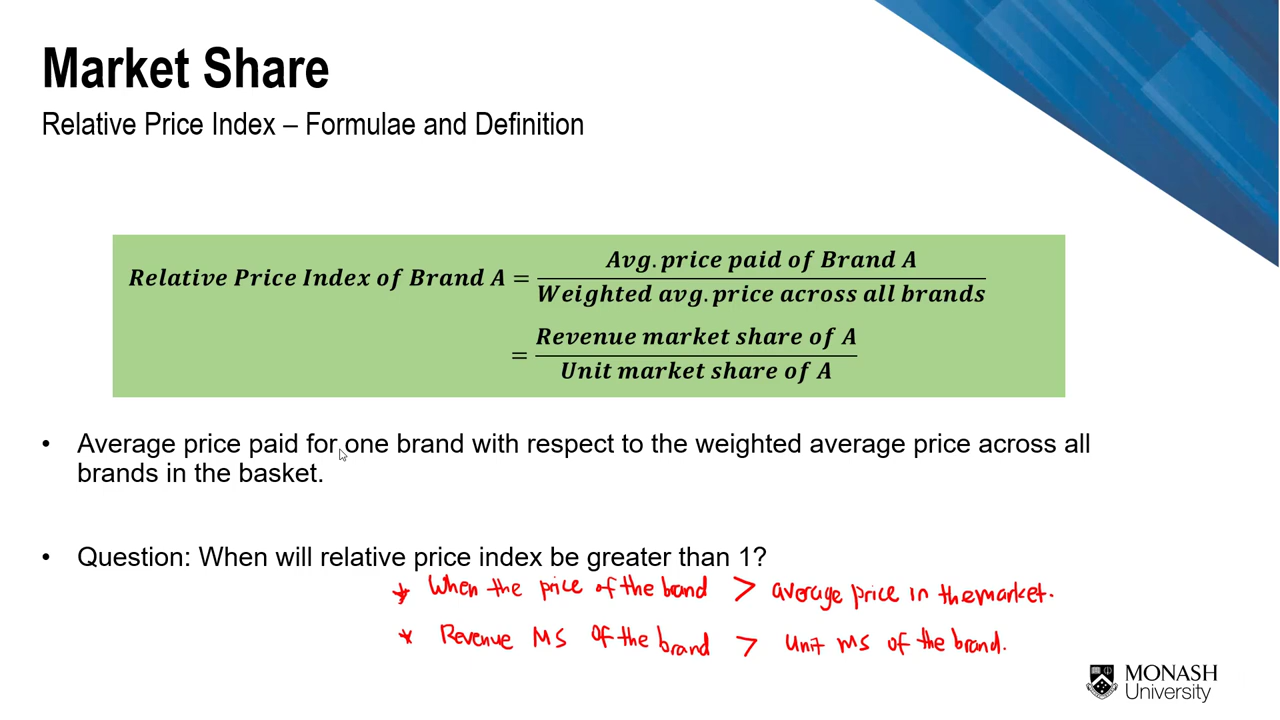 Market Share
Relative Price Index – Formulae and Definition
Relative Price Index of Brand A = Avg. price paid of Brand A / Weighted avg. price across all brands
= Revenue market share of A / Unit market share of A
• Average price paid for one brand with respect to the weighted average price across all
brands in the basket.
• Question: When will relative price index be greater than 1?
* When the price of the brand > average price in the market.
* Revenue MS of the brand > Unit MS of the brand.
MONASH
University